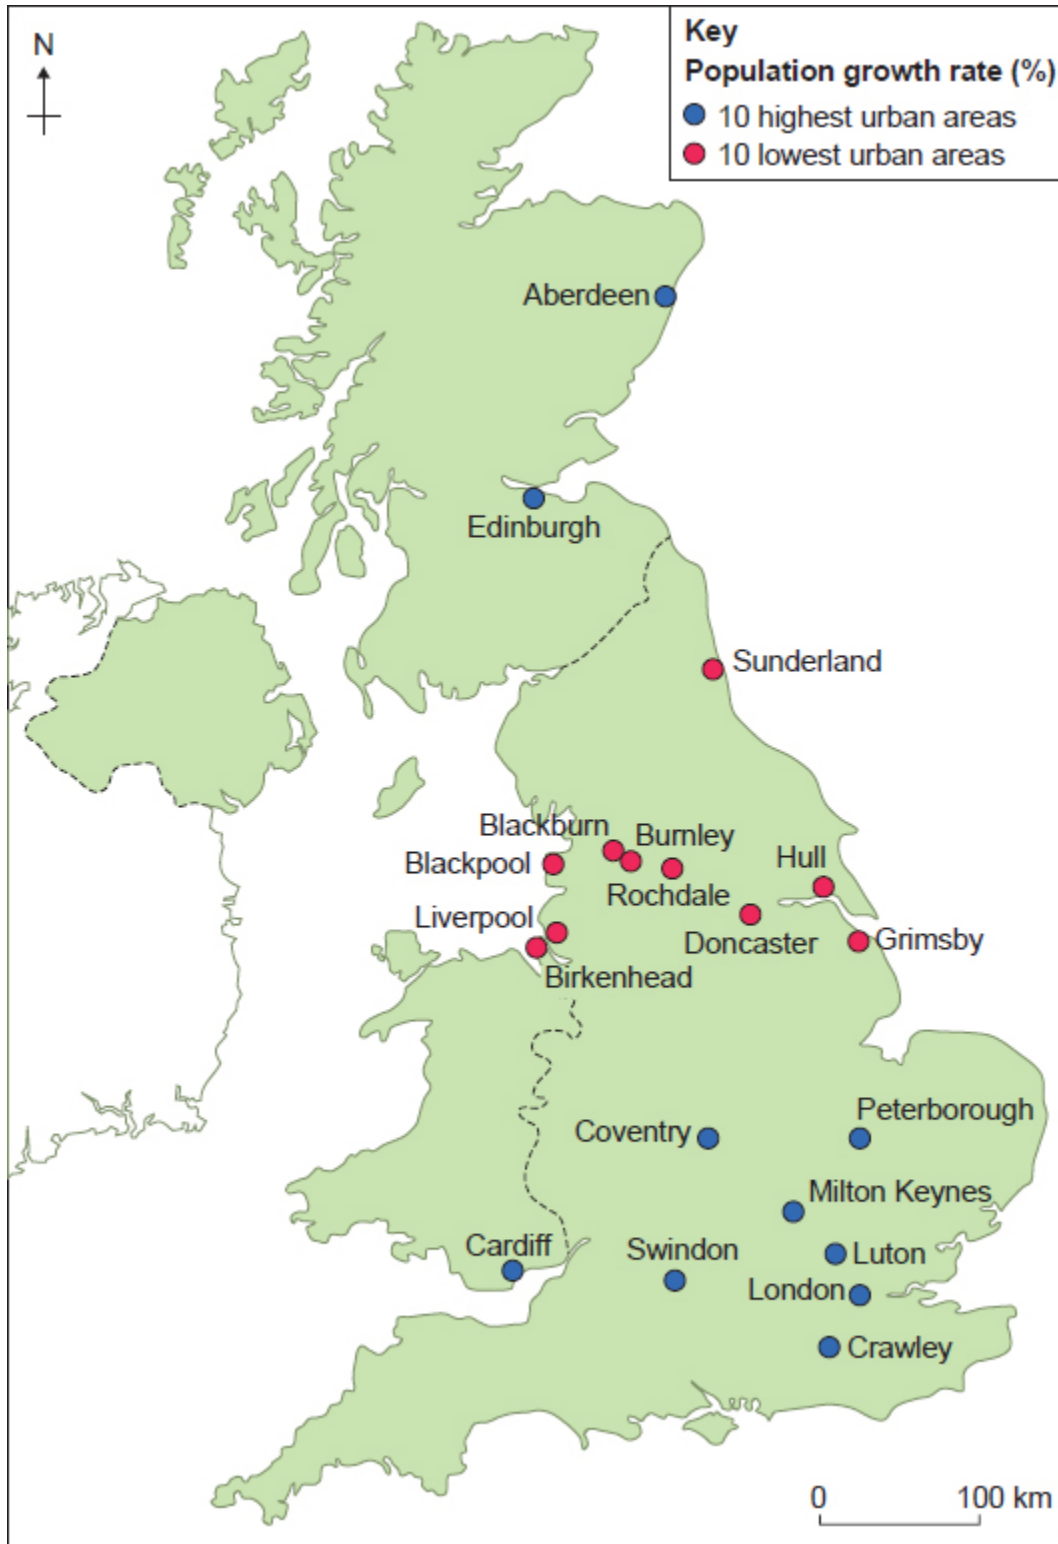 N
Key
Population growth rate (%)
10 highest urban areas
10 lowest urban areas
Aberdeen
Edinburgh
Sunderland
Blackburn
Burnley
Blackpool
Hull
Rochdale
Liverpool
Doncaster
Grimsby
Birkenhead
Peterborough
Coventry
Milton Keynes
Cardiff
Swindon
Luton
London
Crawley
0 100 km